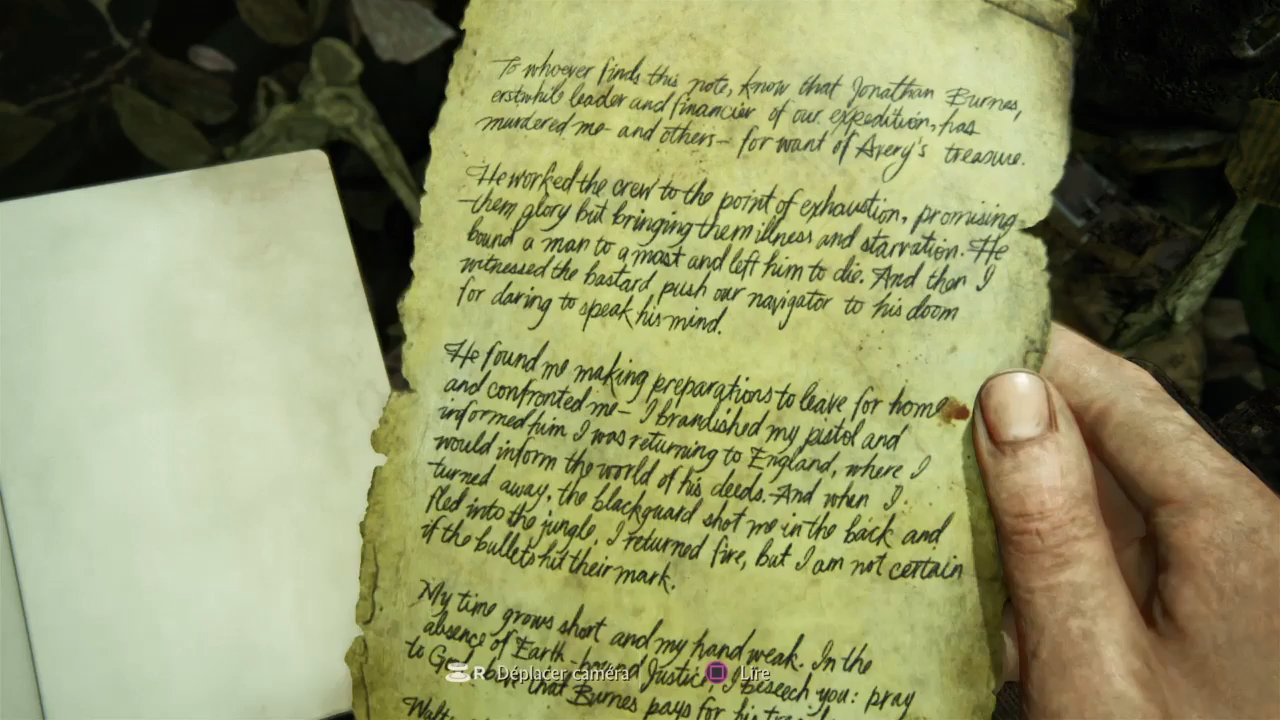 To whoever finds this note, know that Jonathan Burnes,
erstwhile leader and financier of our expedition, has
murdered me- and others- for want of Avery's treasure.
He worked the crew to the point of exhaustion, promising
them glory but bringing them illness and starvation. He
bound a man to a mast and left him to die. And then I
witnessed the bastard push our navigator to his doom
for daring to speak his mind.
He found me making preparations to leave for home
and confronted me- I brandished my pistol and
informed him I was returning to England, where I
would inform the world of his deeds. And when I
turned away, the blackguard shot me in the back and
fled into the jungle. I returned fire, but I am not certain
if the bullets hit their mark.
My time grows short and my hand weak. In the
absence of Earth bound Justice, I beseech you: pray
to God that Burnes pays for his
R Déplacer caméra Lire